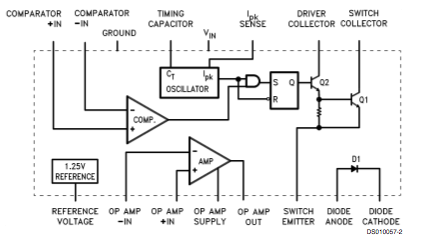 COMPARATOR
+IN
COMPARATOR
−IN
GROUND
TIMING
CAPACITOR
VIN
Ipk
SENSE
DRIVER
COLLECTOR
SWITCH
COLLECTOR
CT
Ipk
OSCILLATOR
S
Q
R
Q2
Q1
−
+
COMP.
1.25V
REFERENCE
−
+
AMP
D1
REFERENCE
VOLTAGE
OP AMP
−IN
OP AMP
+IN
OP AMP
SUPPLY
OP AMP
OUT
SWITCH
EMITTER
DIODE
ANODE
DIODE
CATHODE
DS010057-2